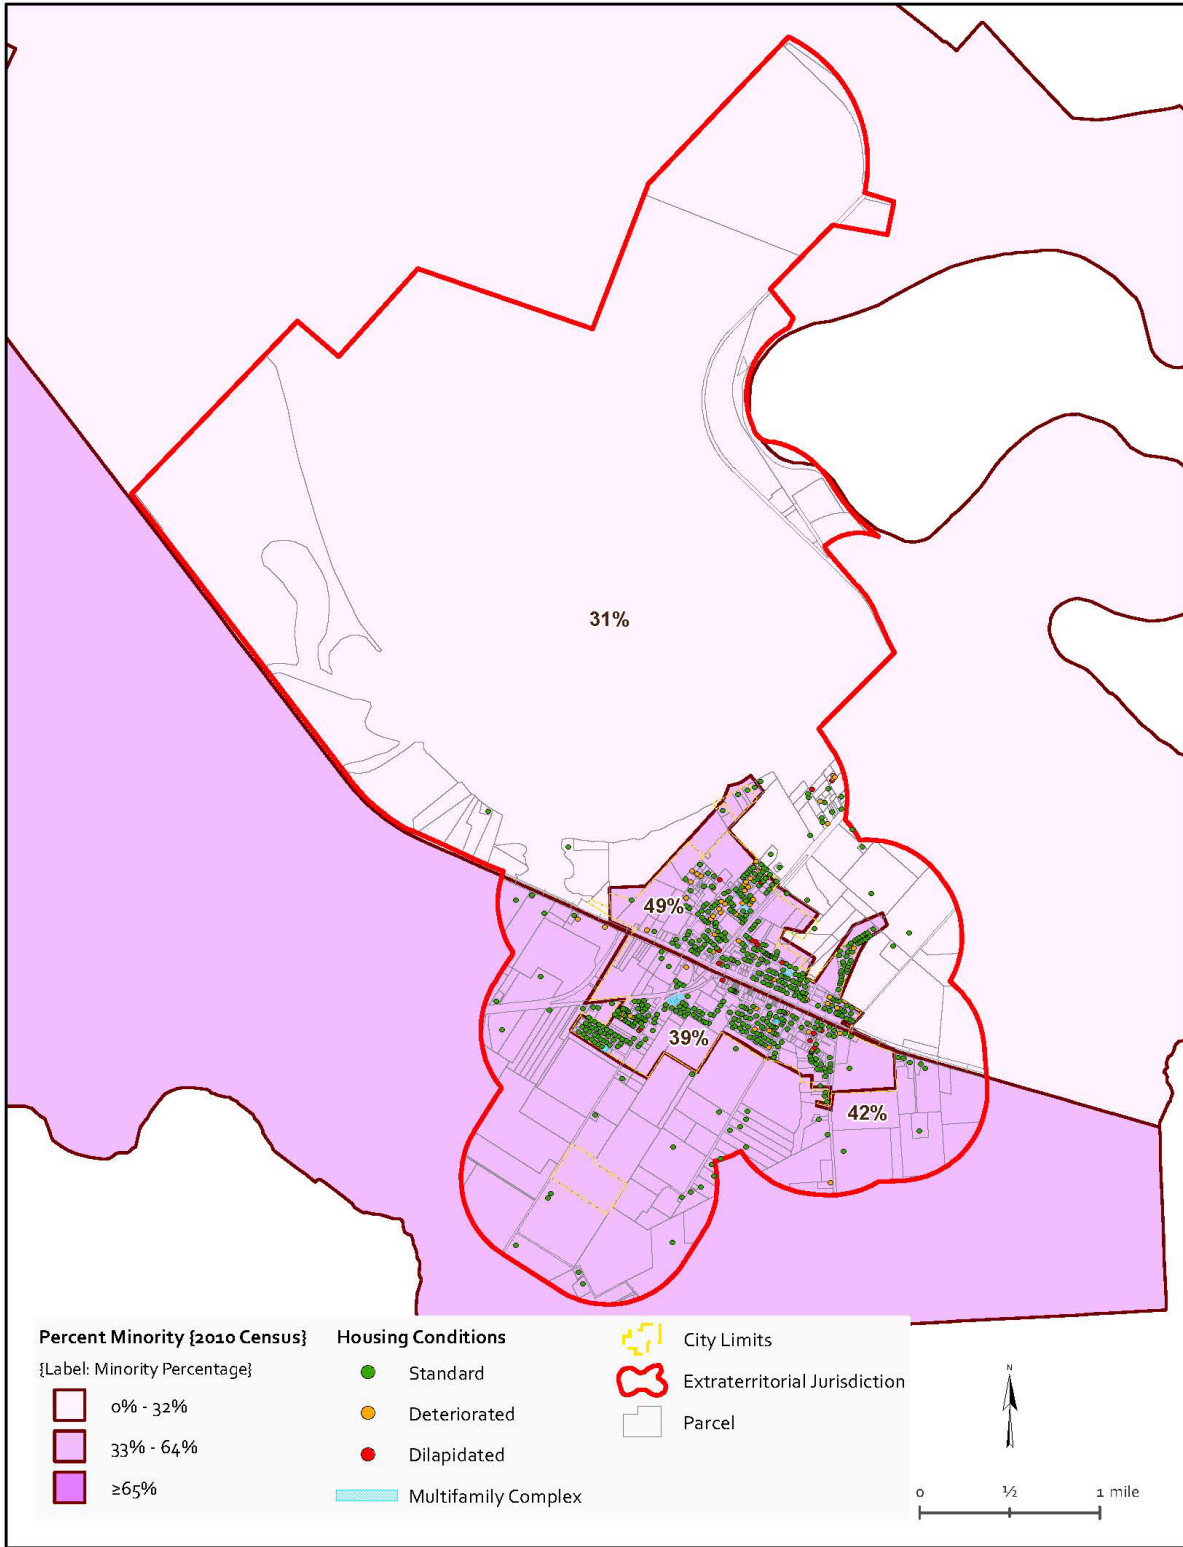 31%
49%
39%
42%
Percent Minority {2010 Census}
{Label: Minority Percentage}
0% - 32%
33% - 64%
≥65%
Housing Conditions
Standard
Deteriorated
Dilapidated
Multifamily Complex
City Limits
Extraterritorial Jurisdiction
Parcel
N
0 ½ 1 mile